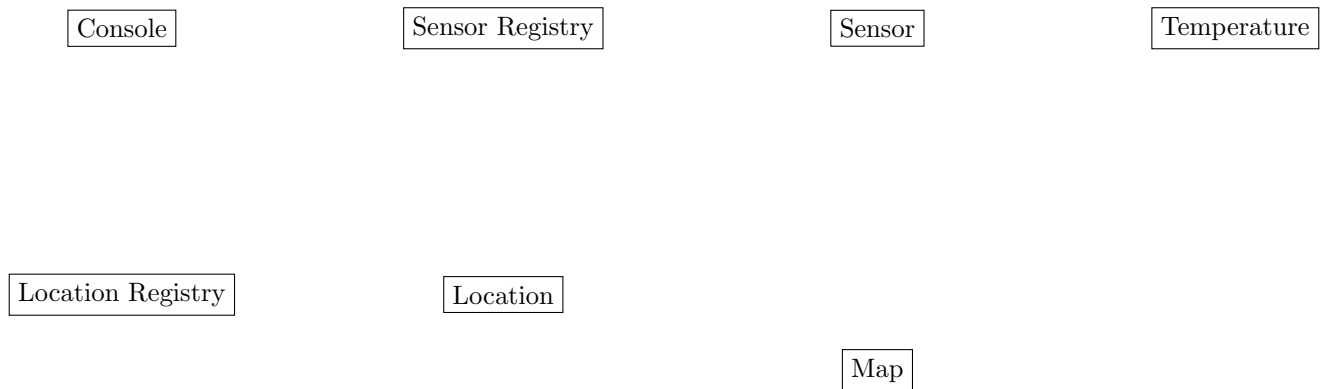 Console
Sensor Registry
Sensor
Temperature
Location Registry
Location
Map